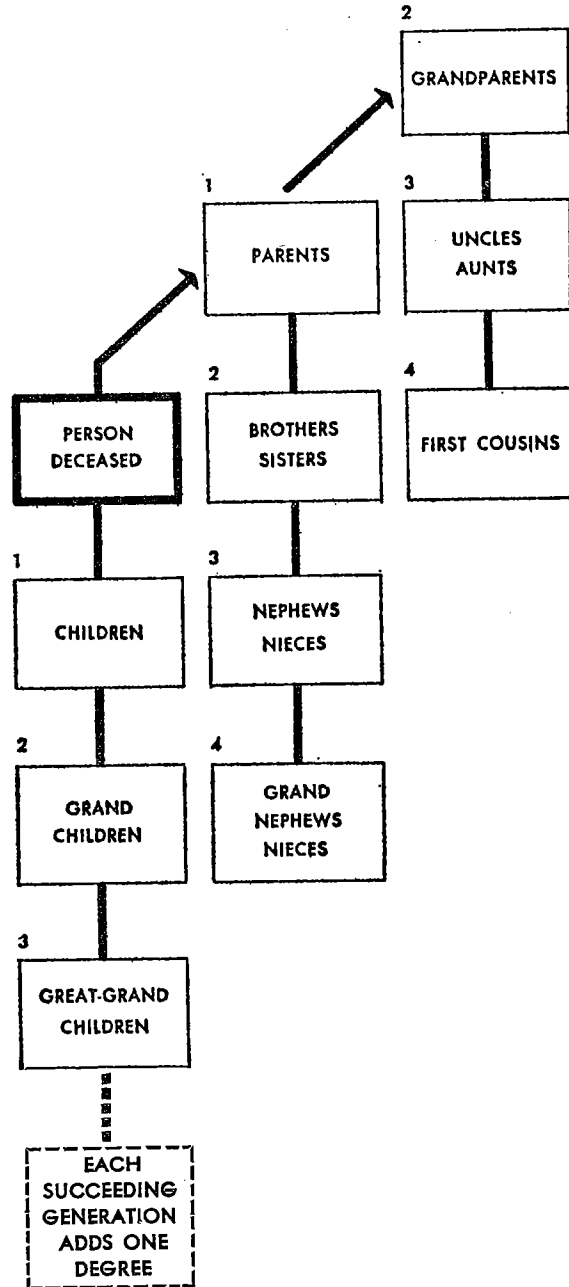 2
GRANDPARENTS
1
PARENTS
3
UNCLES
AUNTS
PERSON
DECEASED
2
BROTHERS
SISTERS
4
FIRST COUSINS
1
CHILDREN
3
NEPHEWS
NIECES
2
GRAND
CHILDREN
4
GRAND
NEPHEWS
NIECES
3
GREAT-GRAND
CHILDREN
EACH
SUCCEEDING
GENERATION
ADDS ONE
DEGREE